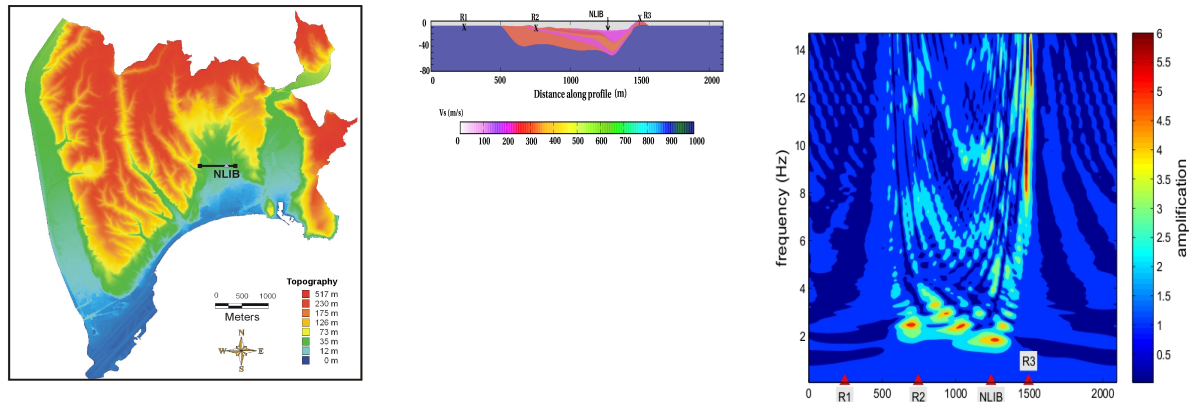 NLIB
Topography
517 m
230 m
175 m
126 m
73 m
35 m
12 m
0 m
0 500 1000
Meters
N
W E
S
R1 R2 NLIB R3
0
-40
-80
0 500 1000 1500 2000
Distance along profile (m)
Vs (m/s)
0 100 200 300 400 500 600 700 800 900 1000
frequency (Hz)
14
12
10
8
6
4
2
0 500 1000 1500 2000
R1 R2 NLIB R3
6
5.5
5
4.5
4
3.5
3
2.5
2
1.5
1
0.5
amplification